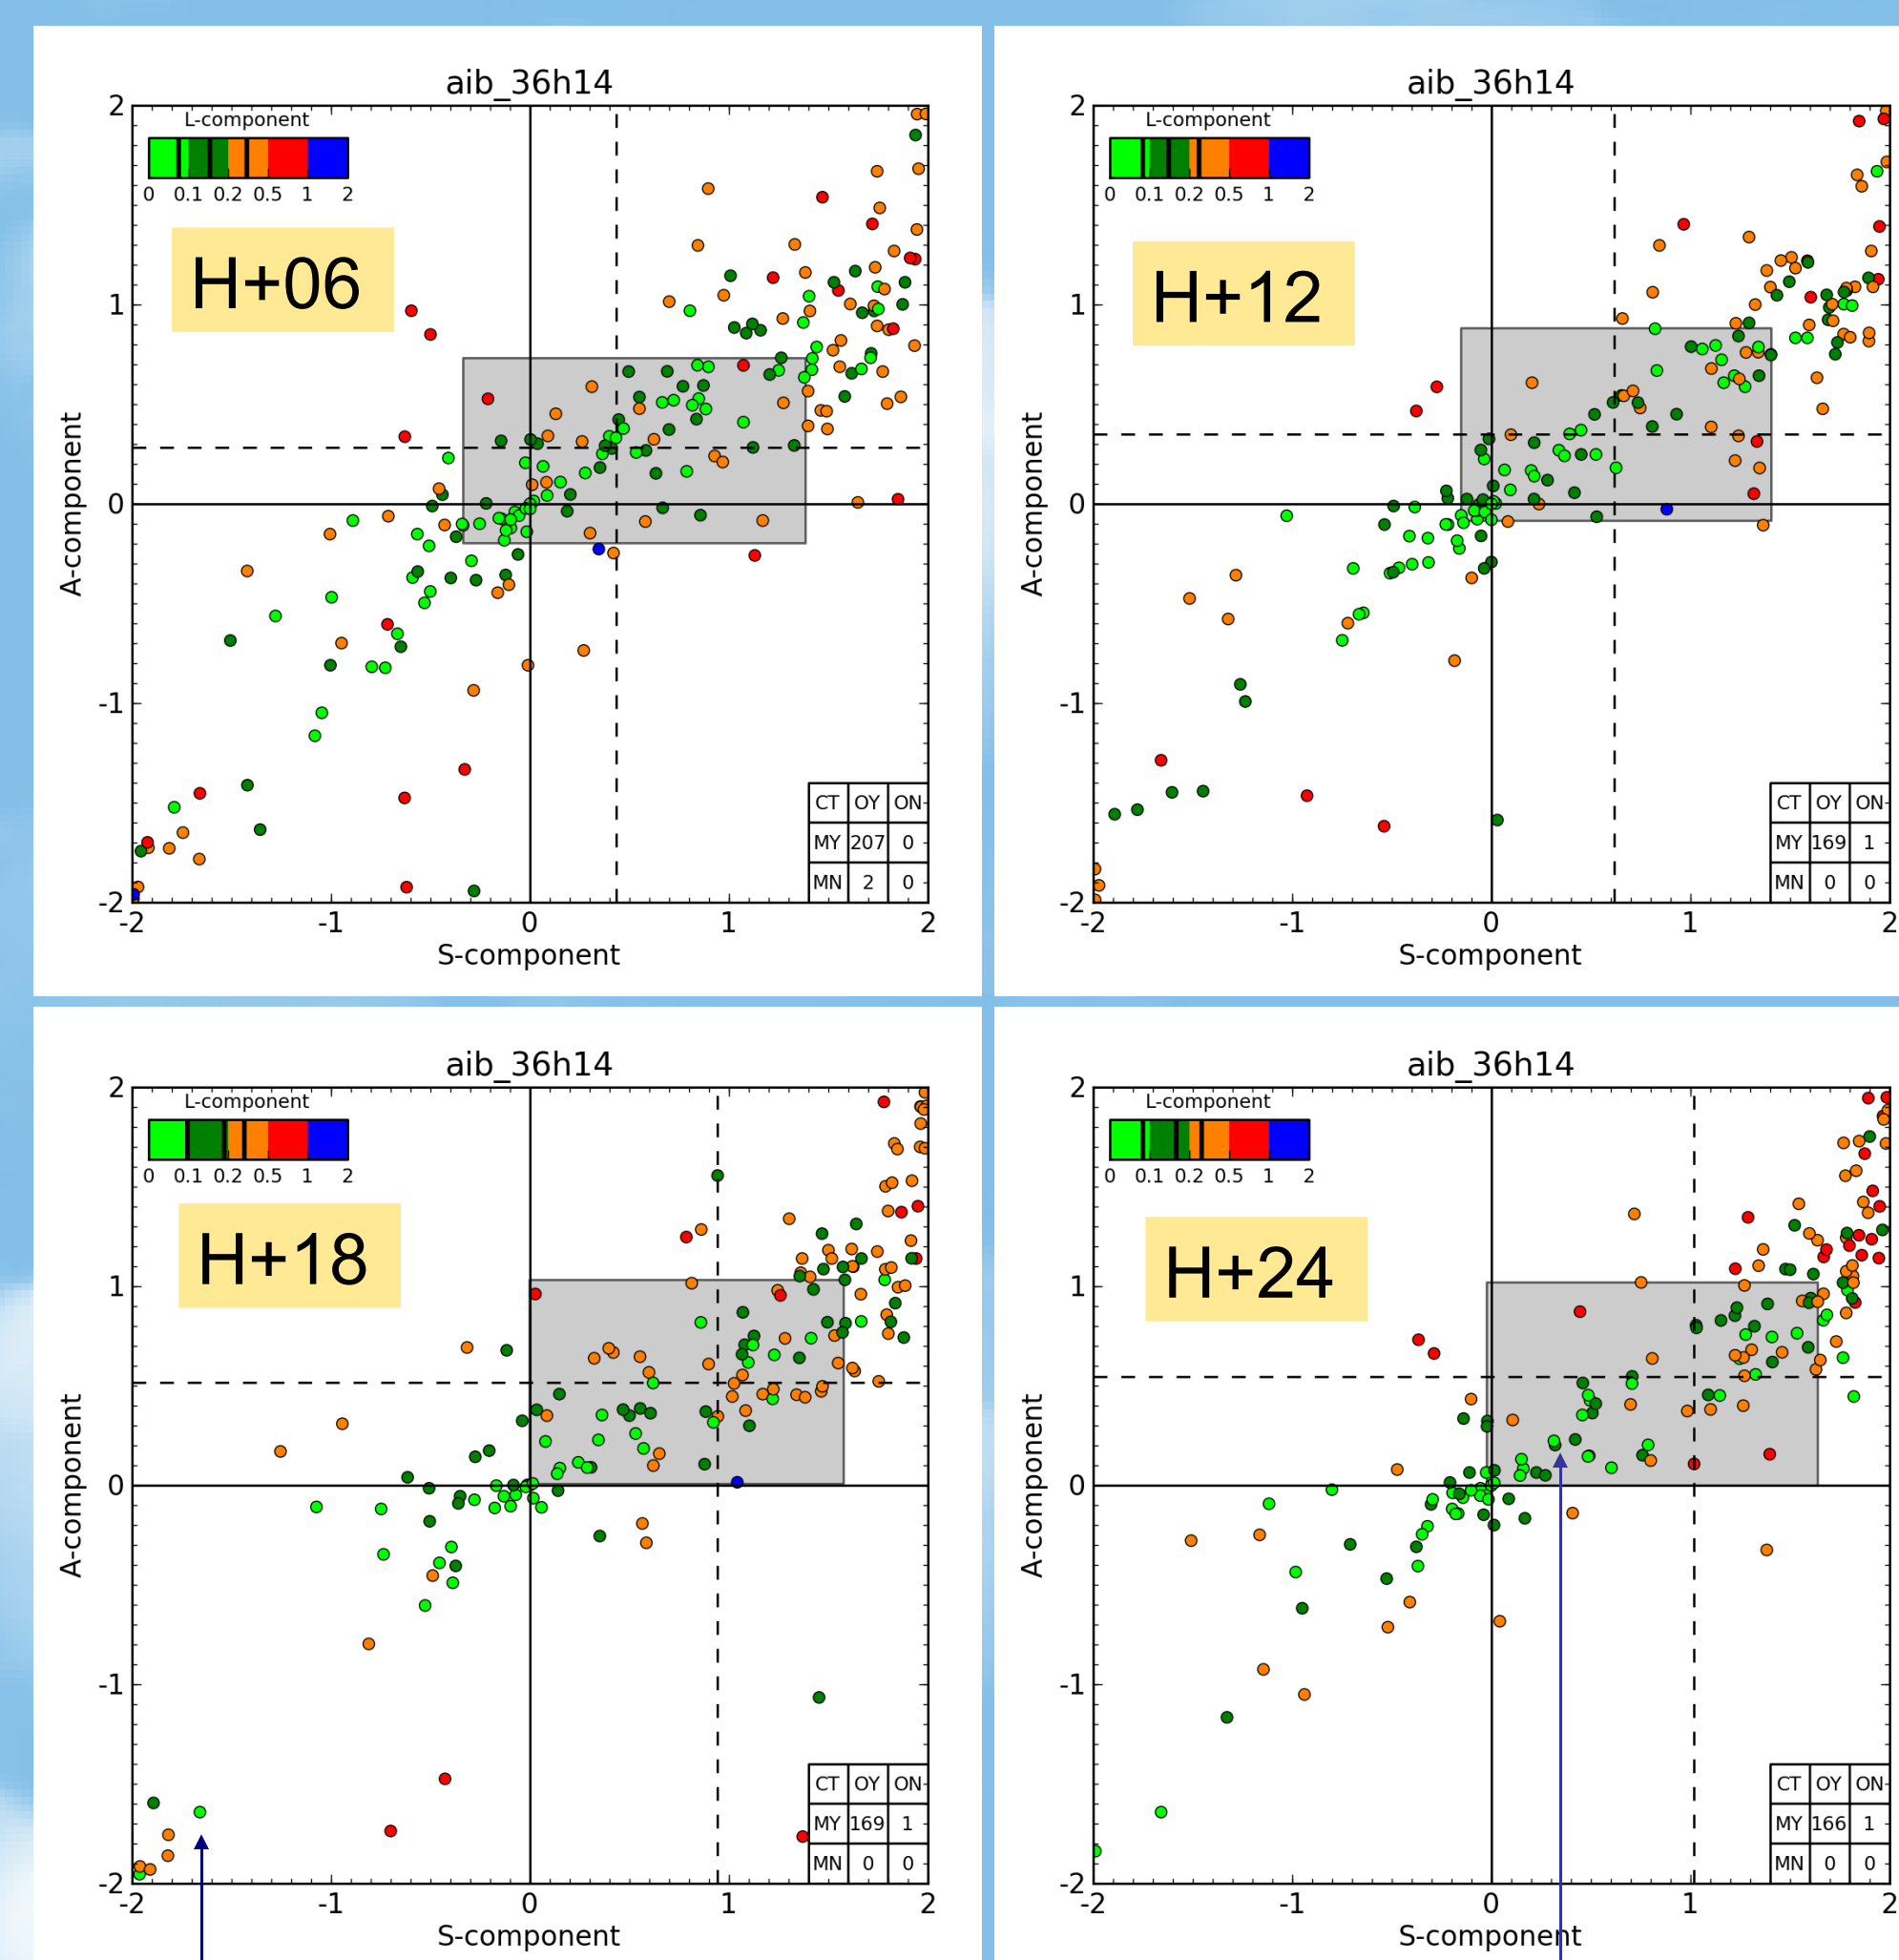 aib_36h14
2
L-component
0 0.1 0.2 0.5 1 2
H+06
1
A-component
0
-1
CT OY ON
MY 207 0
MN 2 0
-2
-2 -1 0 1 2
S-component
aib_36h14
2
L-component
0 0.1 0.2 0.5 1 2
H+12
1
A-component
0
-1
CT OY ON
MY 169 1
MN 0 0
-2
-2 -1 0 1 2
S-component
aib_36h14
2
L-component
0 0.1 0.2 0.5 1 2
H+18
1
A-component
0
-1
CT OY ON
MY 169 1
MN 0 0
-2
-2 -1 0 1 2
S-component
aib_36h14
2
L-component
0 0.1 0.2 0.5 1 2
H+24
1
A-component
0
-1
CT OY ON
MY 166 1
MN 0 0
-2
-2 -1 0 1 2
S-component